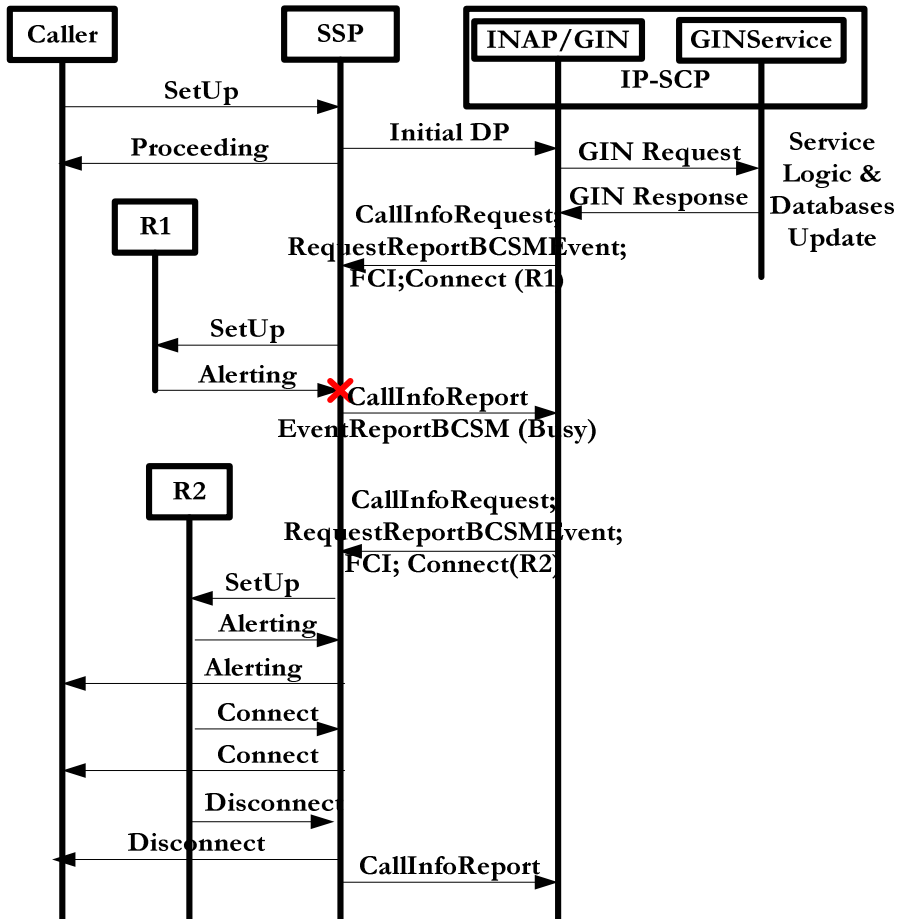 Caller
SSP
INAP/GIN
GINService
IP-SCP
SetUp
Initial DP
Proceeding
GIN Request
Service
Logic &
Databases
Update
GIN Response
CallInfoRequest;
RequestReportBCSMEvent;
FCI;Connect (R1)
R1
SetUp
Alerting
CallInfoReport
EventReportBCSM (Busy)
R2
CallInfoRequest;
RequestReportBCSMEvent;
FCI; Connect(R2)
SetUp
Alerting
Alerting
Connect
Connect
Disconnect
Disconnect
CallInfoReport